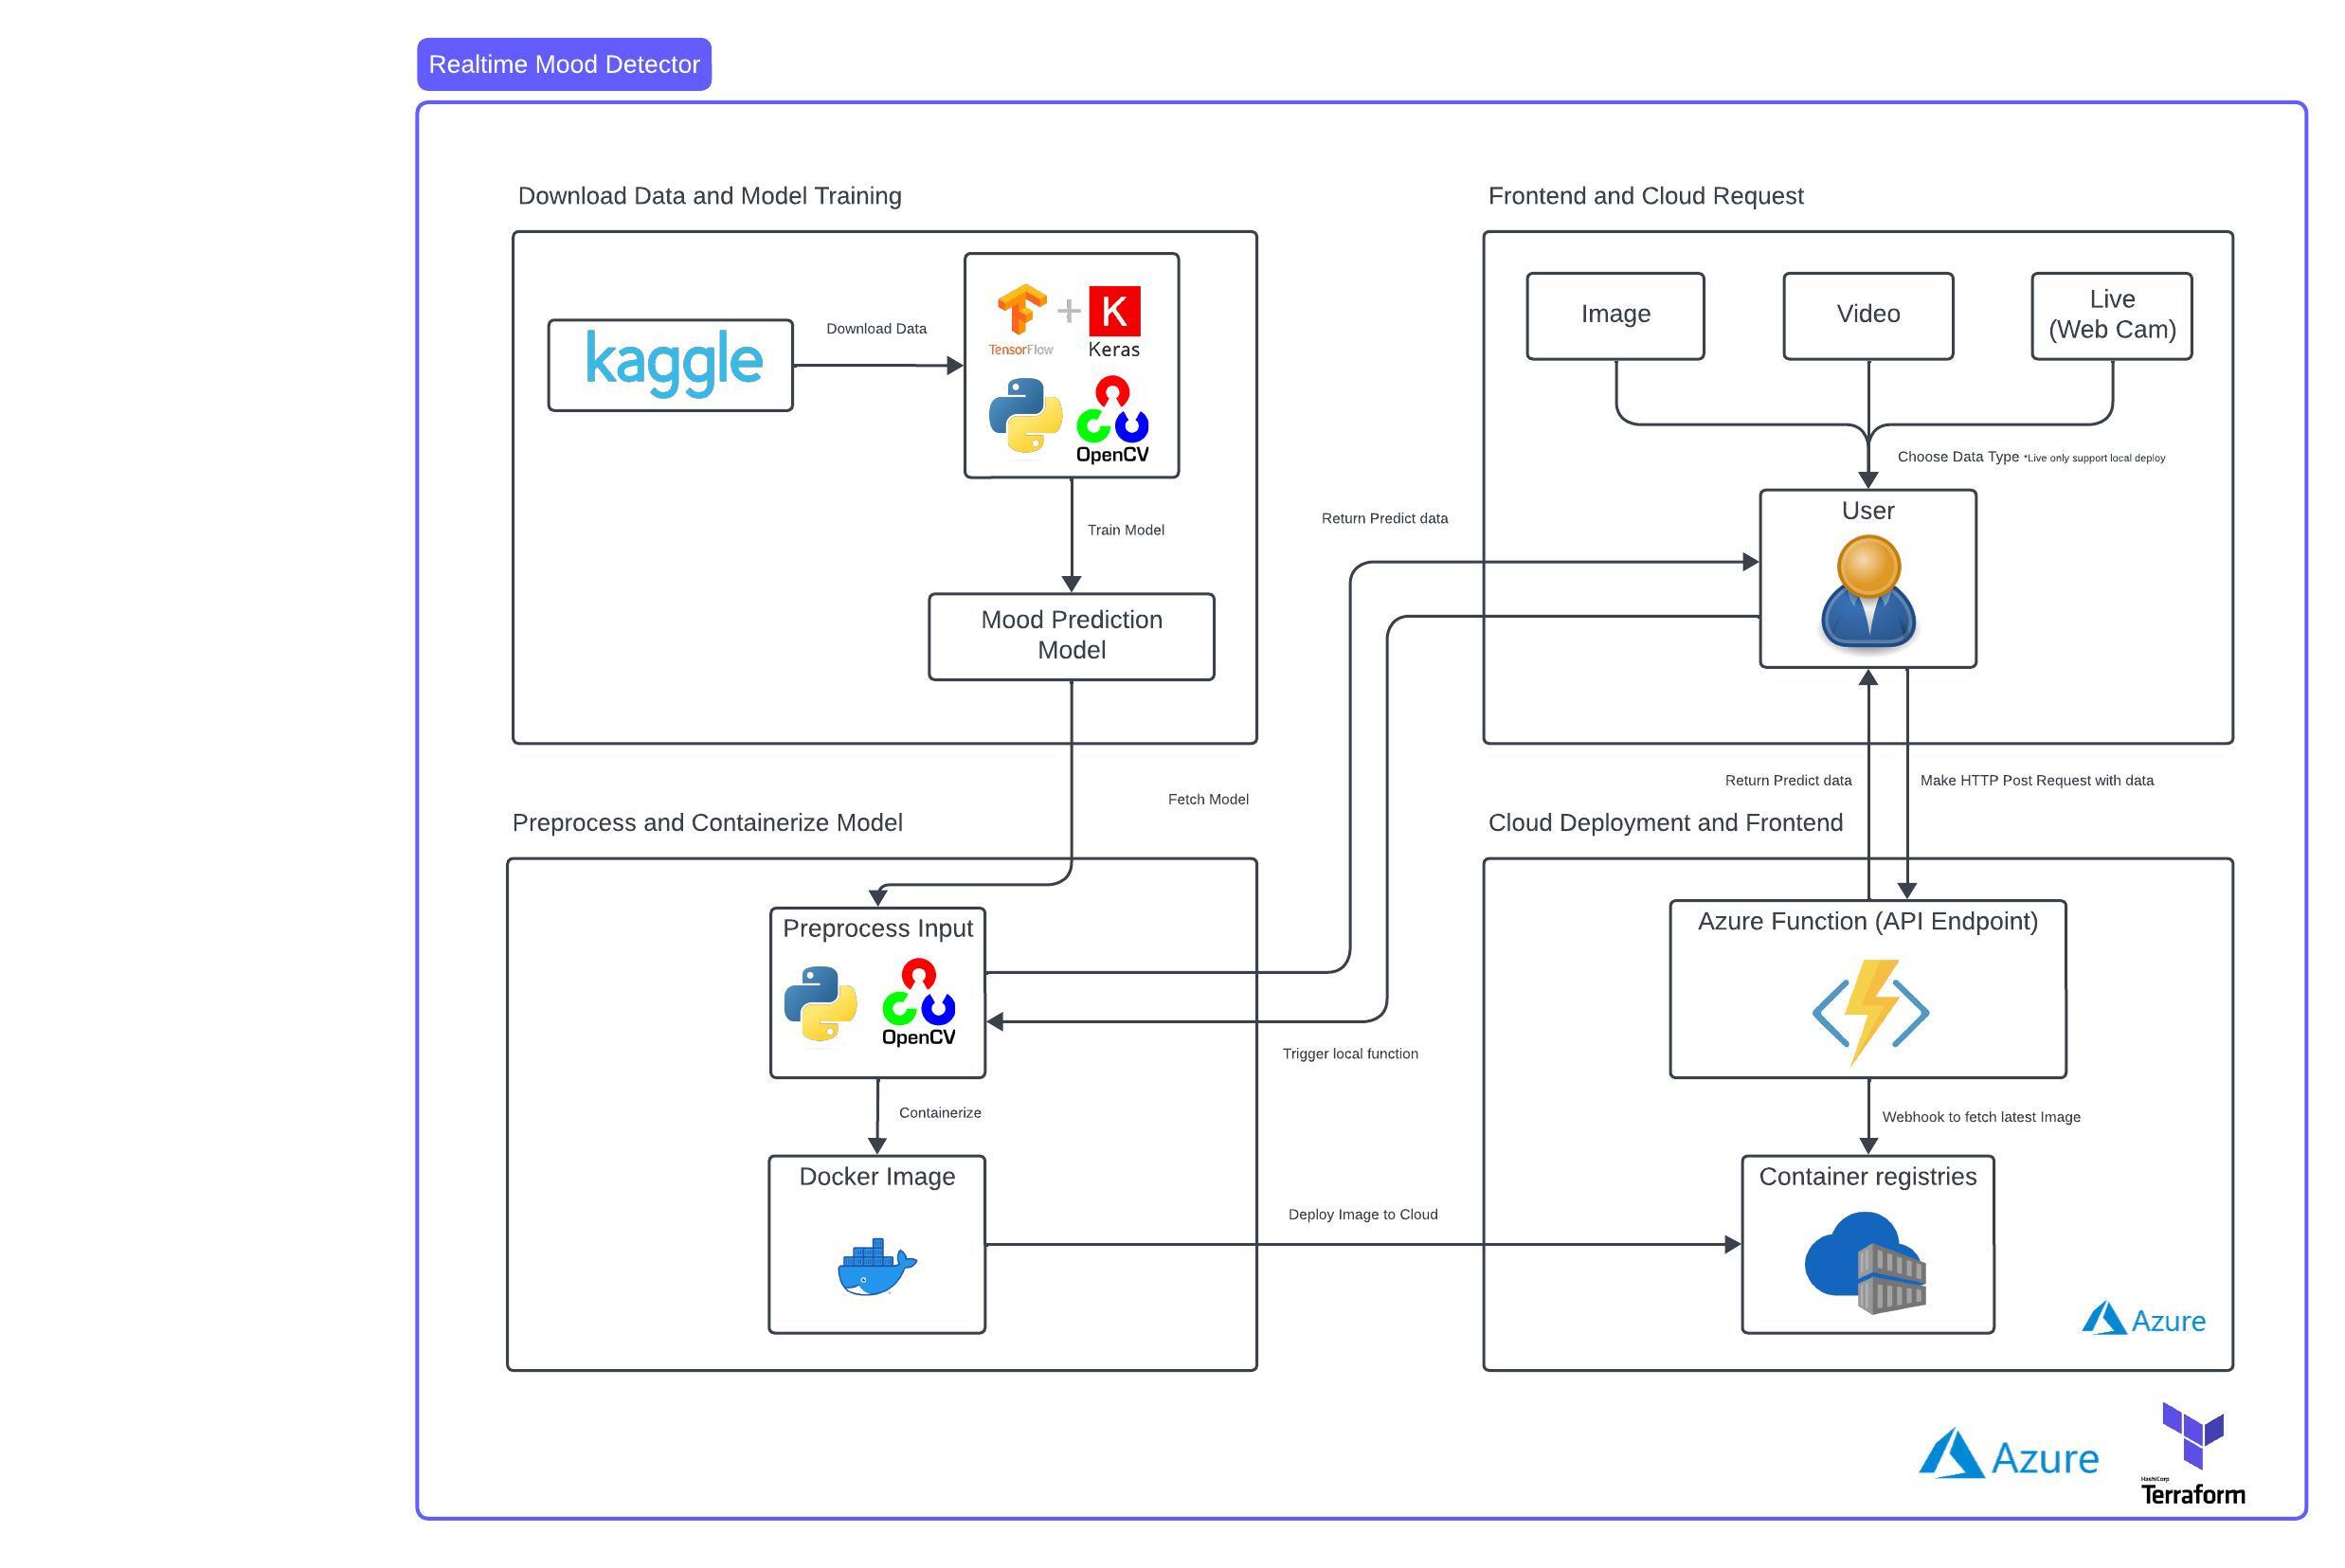 Realtime Mood Detector
Download Data and Model Training
kaggle
Download Data
TensorFlow
K
Keras
OpenCV
Train Model
Mood Prediction
Model
Frontend and Cloud Request
Image
Video
Live
(Web Cam)
Choose Data Type *Live only support local deploy
User
Return Predict data
Fetch Model
Return Predict data
Make HTTP Post Request with data
Preprocess and Containerize Model
Preprocess Input
OpenCV
Trigger local function
Containerize
Docker Image
Deploy Image to Cloud
Cloud Deployment and Frontend
Azure Function (API Endpoint)
Webhook to fetch latest Image
Container registries
Azure
Azure
HashiCorp
Terraform